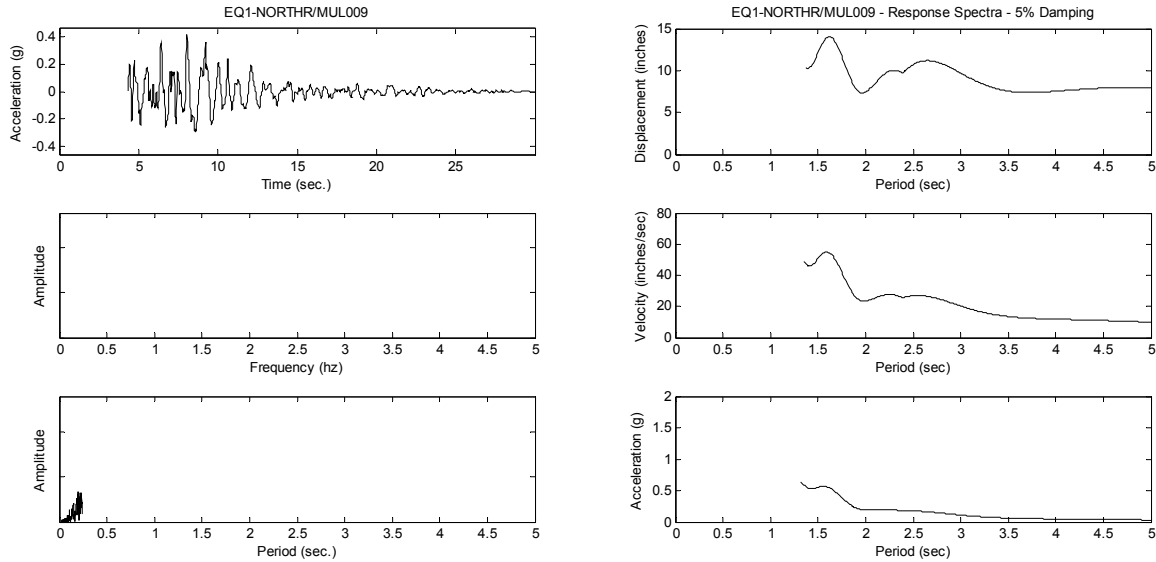 EQ1-NORTHR/MUL009
Acceleration (g)
0.4
0.2
0
-0.2
-0.4
0 5 10 15 20 25
Time (sec.)
Amplitude
0 0.5 1 1.5 2 2.5 3 3.5 4 4.5 5
Frequency (hz)
Amplitude
0 0.5 1 1.5 2 2.5 3 3.5 4 4.5 5
Period (sec.)
EQ1-NORTHR/MUL009 - Response Spectra - 5% Damping
Displacement (inches)
15
10
5
0
0 0.5 1 1.5 2 2.5 3 3.5 4 4.5 5
Period (sec)
Velocity (inches/sec)
80
60
40
20
0
0 0.5 1 1.5 2 2.5 3 3.5 4 4.5 5
Period (sec)
Acceleration (g)
2
1.5
1
0.5
0
0 0.5 1 1.5 2 2.5 3 3.5 4 4.5 5
Period (sec)